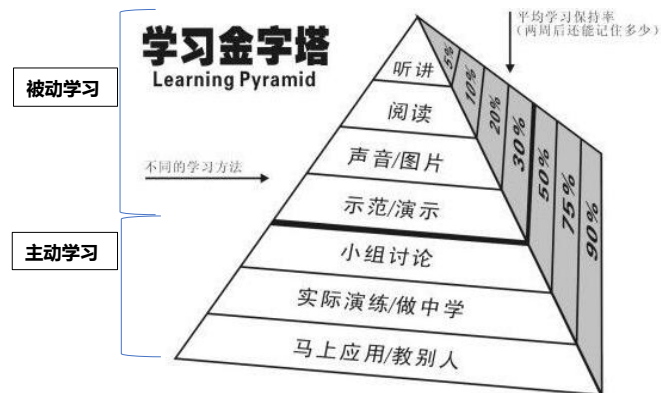 学习金字塔
Learning Pyramid
平均学习保持率
(两周后还能记住多少)
被动学习
不同的学习方法
主动学习
听讲
阅读
声音/图片
示范/演示
小组讨论
实际演练/做中学
马上应用/教别人
5%
10%
20%
30%
50%
75%
90%